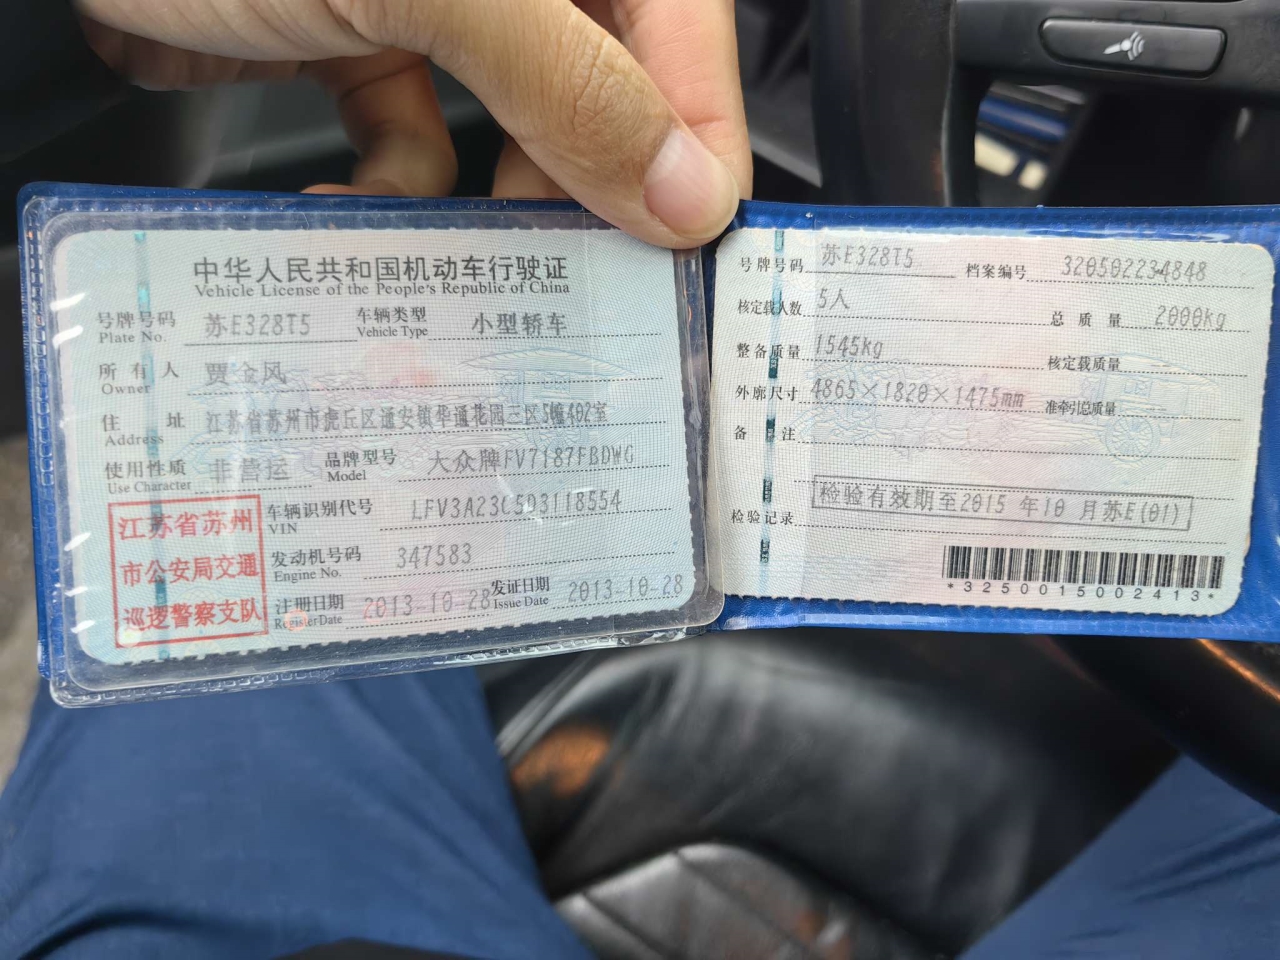 中华人民共和国机动车行驶证
Vehicle License of the People's Republic of China
号牌号码 苏E328T5 车辆类型 小型轿车
Plate No. Vehicle Type
所有人 贾金凤
Owner
住址 江苏省苏州市虎丘区通安镇华通花园三区5幢402室
Address
使用性质 非营运 品牌型号 大众牌FV7187FBDWG
Use Character Model
江苏省苏州
市公安局交通
巡逻警察支队
车辆识别代号 LFV3A23C5D3118554
VIN
发动机号码 347583
Engine No.
注册日期 2013-10-28 发证日期 2013-10-28
Register Date Issue Date
号牌号码 苏E328T5 档案编号 320502234848
核定载人数 5人 总质量 2000kg
整备质量 1545kg 核定载质量
外廓尺寸 4865×1820×1475mm 准牵引总质量
备注
检验记录 检验有效期至2015年10月苏E(01)
*3250015002413*